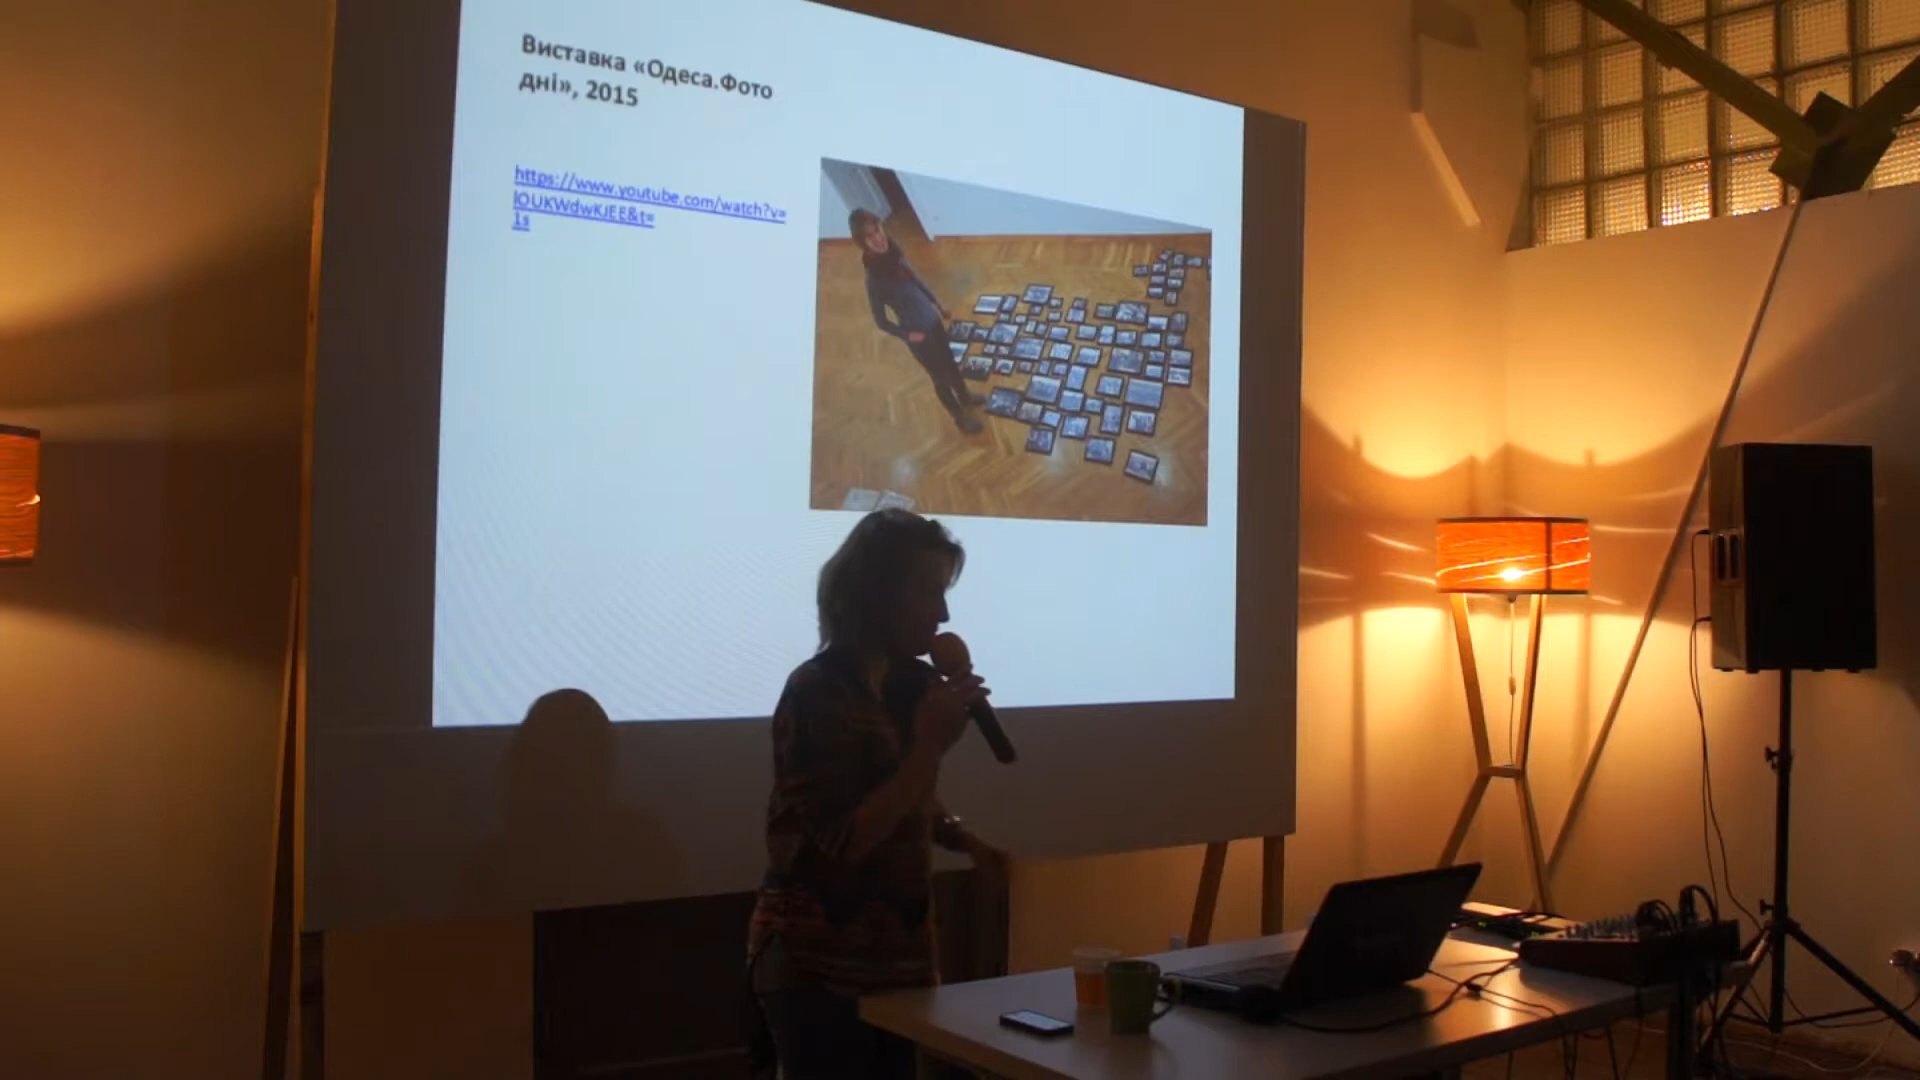 Виставка «Одеса.Фото
дні», 2015
https://www.youtube.com/watch?v=
lOUKWdwKJEE&t=
1s